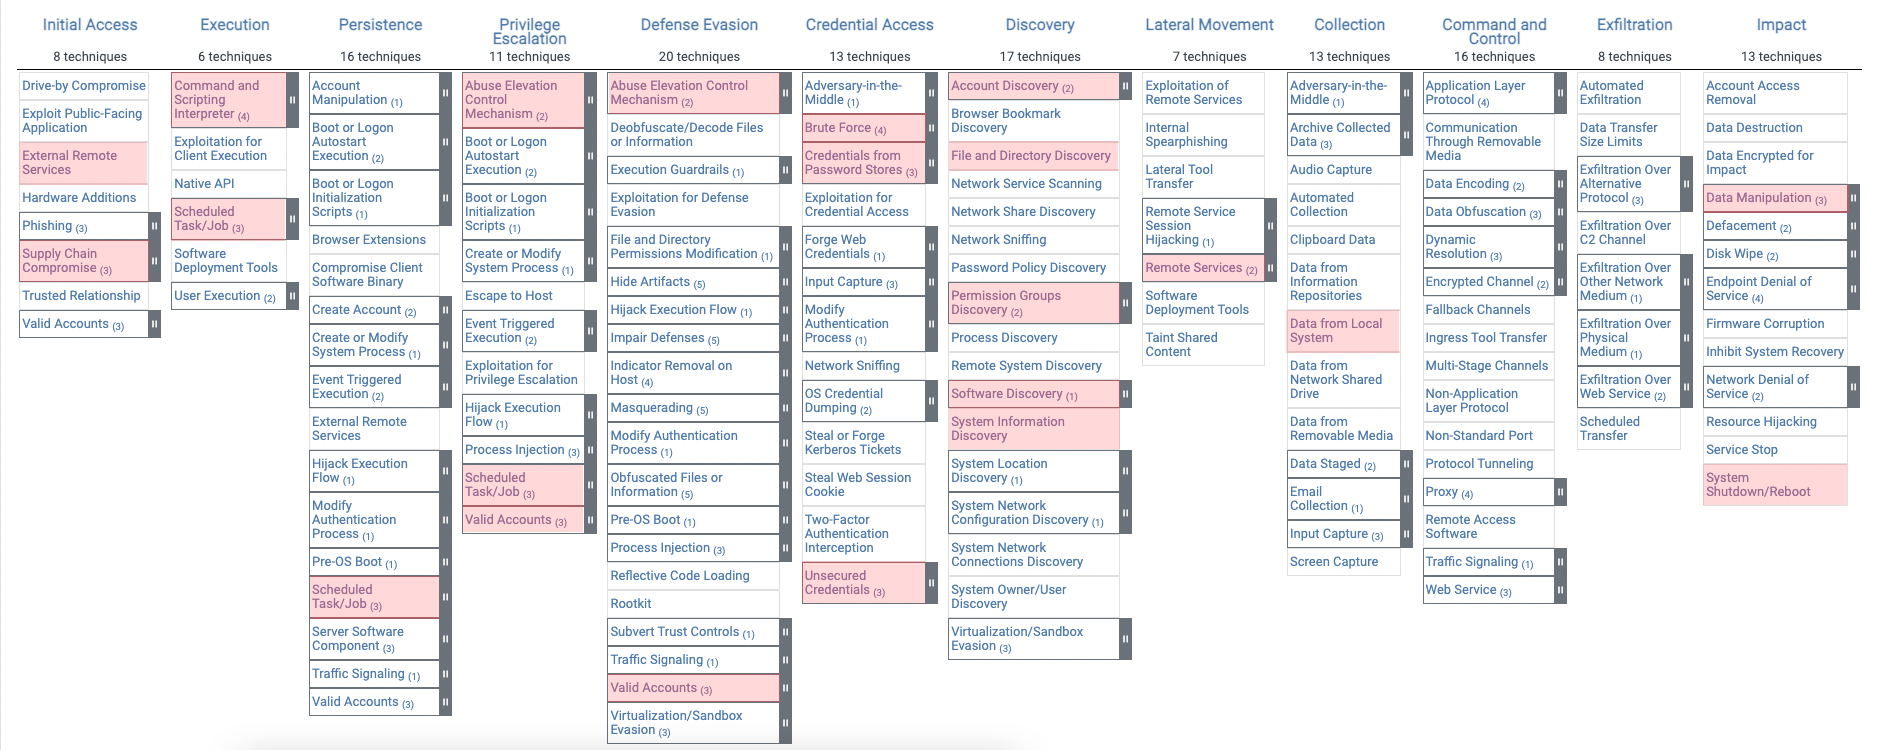 Initial Access
8 techniques
Drive-by Compromise
Exploit Public-Facing
Application
External Remote
Services
Hardware Additions
Phishing (3)
Supply Chain
Compromise (3)
Trusted Relationship
Valid Accounts (3)
Execution
6 techniques
Command and
Scripting
Interpreter (4)
Exploitation for
Client Execution
Native API
Scheduled
Task/Job (3)
Software
Deployment Tools
User Execution (2)
Persistence
16 techniques
Account
Manipulation (1)
Boot or Logon
Autostart
Execution (2)
Boot or Logon
Initialization
Scripts (1)
Browser Extensions
Compromise Client
Software Binary
Create Account (2)
Create or Modify
System Process (1)
Event Triggered
Execution (2)
External Remote
Services
Hijack Execution
Flow (1)
Modify
Authentication
Process (1)
Pre-OS Boot (1)
Scheduled
Task/Job (3)
Server Software
Component (3)
Traffic Signaling (1)
Valid Accounts (3)
Privilege
Escalation
11 techniques
Abuse Elevation
Control
Mechanism (2)
Boot or Logon
Autostart
Execution (2)
Boot or Logon
Initialization
Scripts (1)
Create or Modify
System Process (1)
Escape to Host
Event Triggered
Execution (2)
Exploitation for
Privilege Escalation
Hijack Execution
Flow (1)
Process Injection (3)
Scheduled
Task/Job (3)
Valid Accounts (3)
Defense Evasion
20 techniques
Abuse Elevation Control
Mechanism (2)
Deobfuscate/Decode Files
or Information
Execution Guardrails (1)
Exploitation for Defense
Evasion
File and Directory
Permissions Modification (1)
Hide Artifacts (5)
Hijack Execution Flow (1)
Impair Defenses (5)
Indicator Removal on
Host (4)
Masquerading (5)
Modify Authentication
Process (1)
Obfuscated Files or
Information (5)
Pre-OS Boot (1)
Process Injection (3)
Reflective Code Loading
Rootkit
Subvert Trust Controls (1)
Traffic Signaling (1)
Valid Accounts (3)
Virtualization/Sandbox
Evasion (3)
Credential Access
13 techniques
Adversary-in-the-
Middle (1)
Brute Force (4)
Credentials from
Password Stores (3)
Exploitation for
Credential Access
Forge Web
Credentials (1)
Input Capture (3)
Modify
Authentication
Process (1)
Network Sniffing
OS Credential
Dumping (2)
Steal or Forge
Kerberos Tickets
Steal Web Session
Cookie
Two-Factor
Authentication
Interception
Unsecured
Credentials (3)
Discovery
17 techniques
Account Discovery (2)
Browser Bookmark
Discovery
File and Directory Discovery
Network Service Scanning
Network Share Discovery
Network Sniffing
Password Policy Discovery
Permission Groups
Discovery (2)
Process Discovery
Remote System Discovery
Software Discovery (1)
System Information
Discovery
System Location
Discovery (1)
System Network
Configuration Discovery (1)
System Network
Connections Discovery
System Owner/User
Discovery
Virtualization/Sandbox
Evasion (3)
Lateral Movement
7 techniques
Exploitation of
Remote Services
Internal
Spearphishing
Lateral Tool
Transfer
Remote Service
Session
Hijacking (1)
Remote Services (2)
Software
Deployment Tools
Taint Shared
Content
Collection
13 techniques
Adversary-in-the-
Middle (1)
Archive Collected
Data (3)
Audio Capture
Automated
Collection
Clipboard Data
Data from
Information
Repositories
Data from Local
System
Data from
Network Shared
Drive
Data from
Removable Media
Data Staged (2)
Email
Collection (1)
Input Capture (3)
Screen Capture
Command and
Control
16 techniques
Application Layer
Protocol (4)
Communication
Through Removable
Media
Data Encoding (2)
Data Obfuscation (3)
Dynamic
Resolution (3)
Encrypted Channel (2)
Fallback Channels
Ingress Tool Transfer
Multi-Stage Channels
Non-Application
Layer Protocol
Non-Standard Port
Protocol Tunneling
Proxy (4)
Remote Access
Software
Traffic Signaling (1)
Web Service (3)
Exfiltration
8 techniques
Automated
Exfiltration
Data Transfer
Size Limits
Exfiltration Over
Alternative
Protocol (3)
Exfiltration Over
C2 Channel
Exfiltration Over
Other Network
Medium (1)
Exfiltration Over
Physical
Medium (1)
Exfiltration Over
Web Service (2)
Scheduled
Transfer
Impact
13 techniques
Account Access
Removal
Data Destruction
Data Encrypted for
Impact
Data Manipulation (3)
Defacement (2)
Disk Wipe (2)
Endpoint Denial of
Service (4)
Firmware Corruption
Inhibit System Recovery
Network Denial of
Service (2)
Resource Hijacking
Service Stop
System
Shutdown/Reboot